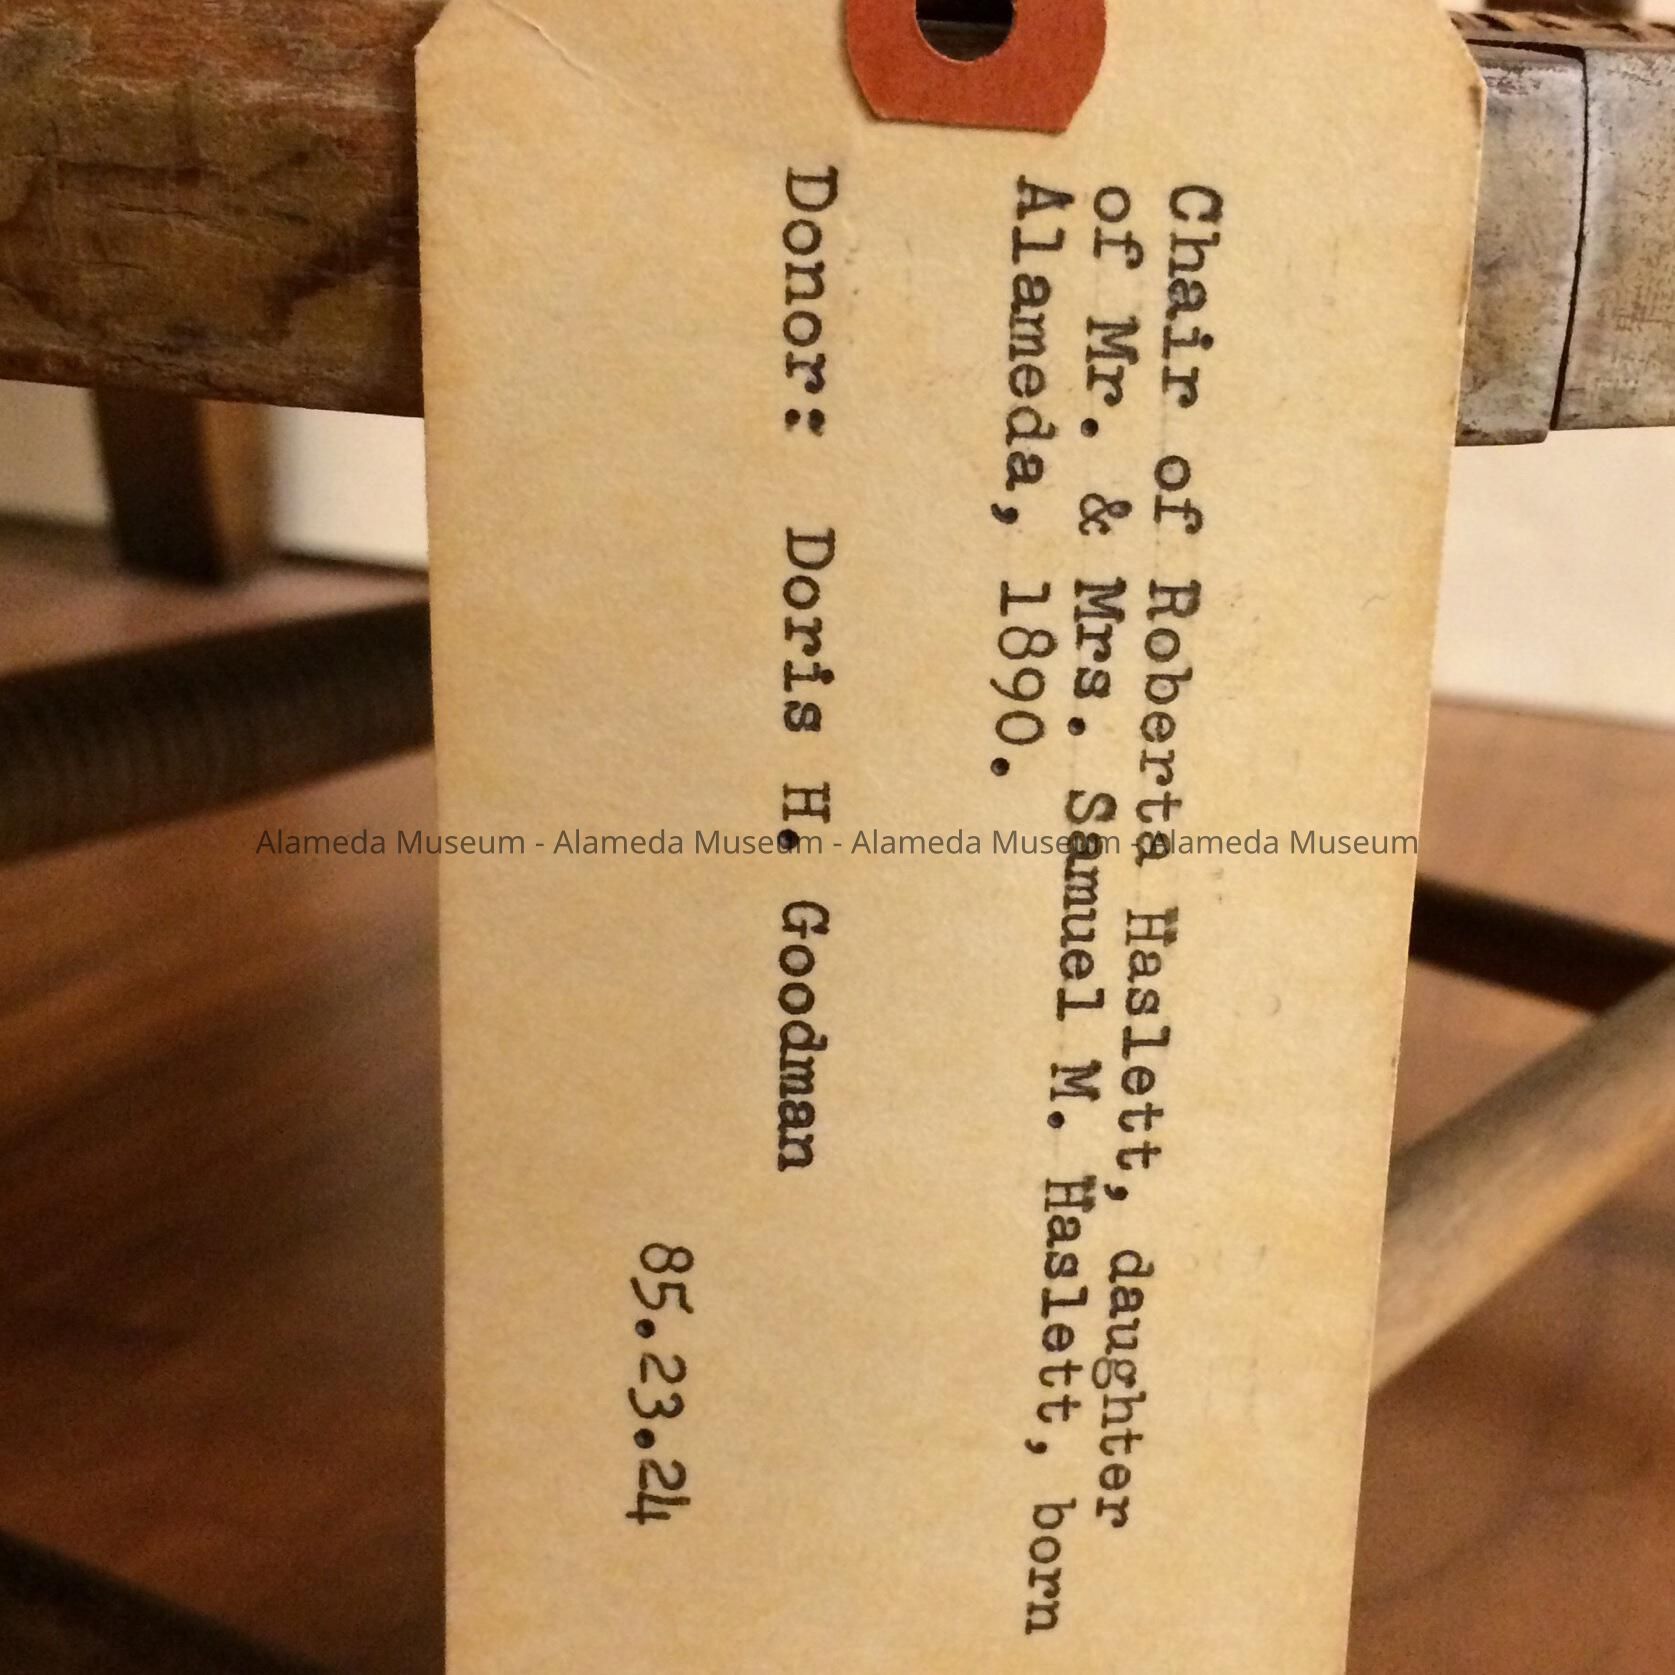 Chair of Roberta Haslett, daughter
of Mr. & Mrs. Samuel M. Haslett, born
Alameda, 1890.
Donor: Doris H. Goodman
85.23.24
Alameda Museum - Alameda Museum - Alameda Museum - Alameda Museum